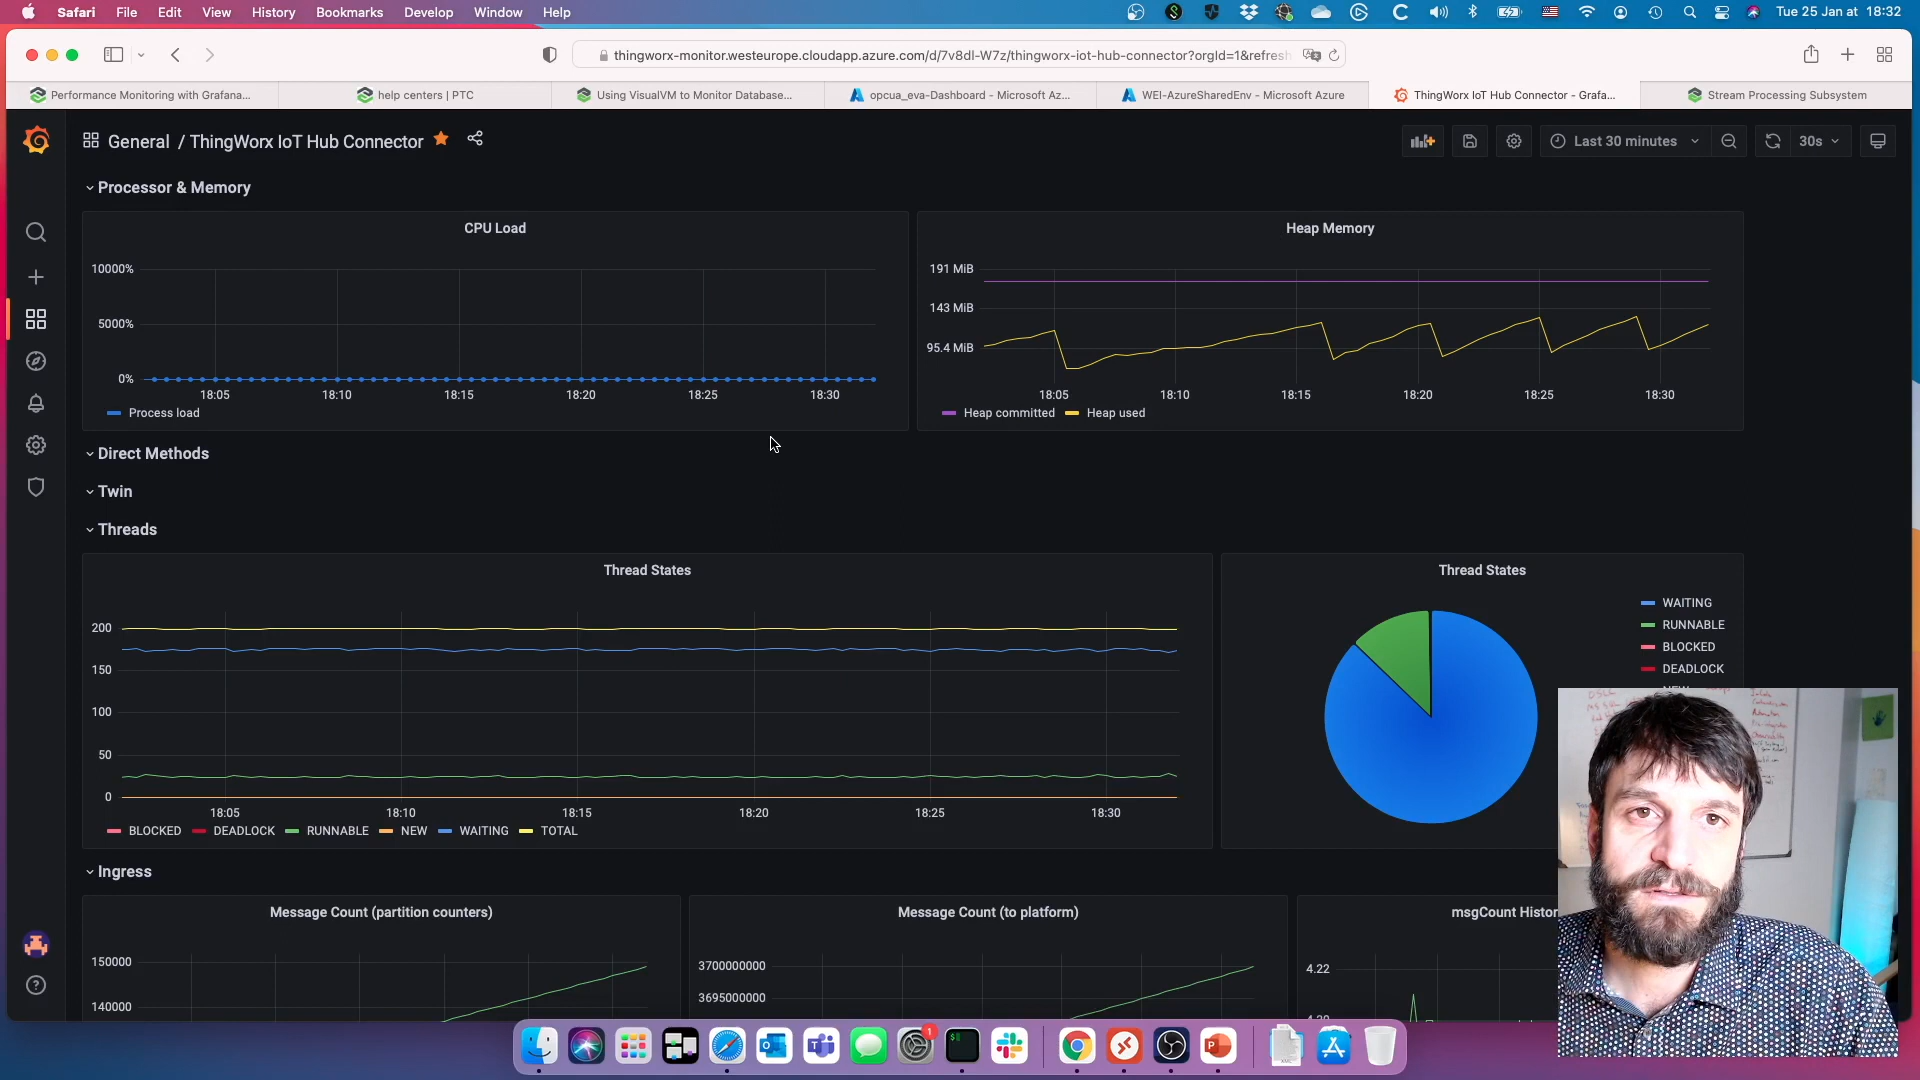 Safari File Edit View History Bookmarks Develop Window Help
Tue 25 Jan at 18:32
thingworx-monitor.westeurope.cloudapp.azure.com/d/7v8dl-W7z/thingworx-iot-hub-connector?orgId=1&refresh
Performance Monitoring with Grafana...
help centers | PTC
Using VisualVM to Monitor Database...
opcua_eva-Dashboard - Microsoft Az...
WEI-AzureSharedEnv - Microsoft Azure
ThingWorx IoT Hub Connector - Grafa...
Stream Processing Subsystem
General / ThingWorx IoT Hub Connector
Last 30 minutes
30s
Processor & Memory
CPU Load
10000%
5000%
0%
18:05 18:10 18:15 18:20 18:25 18:30
Process load
Heap Memory
191 MiB
143 MiB
95.4 MiB
18:05 18:10 18:15 18:20 18:25 18:30
Heap committed Heap used
Direct Methods
Twin
Threads
Thread States
200
150
100
50
0
18:05 18:10 18:15 18:20 18:25 18:30
BLOCKED DEADLOCK RUNNABLE NEW WAITING TOTAL
Thread States
WAITING
RUNNABLE
BLOCKED
DEADLOCK
Ingress
Message Count (partition counters)
150000
140000
Message Count (to platform)
3700000000
3695000000
msgCount Histor
4.22
1